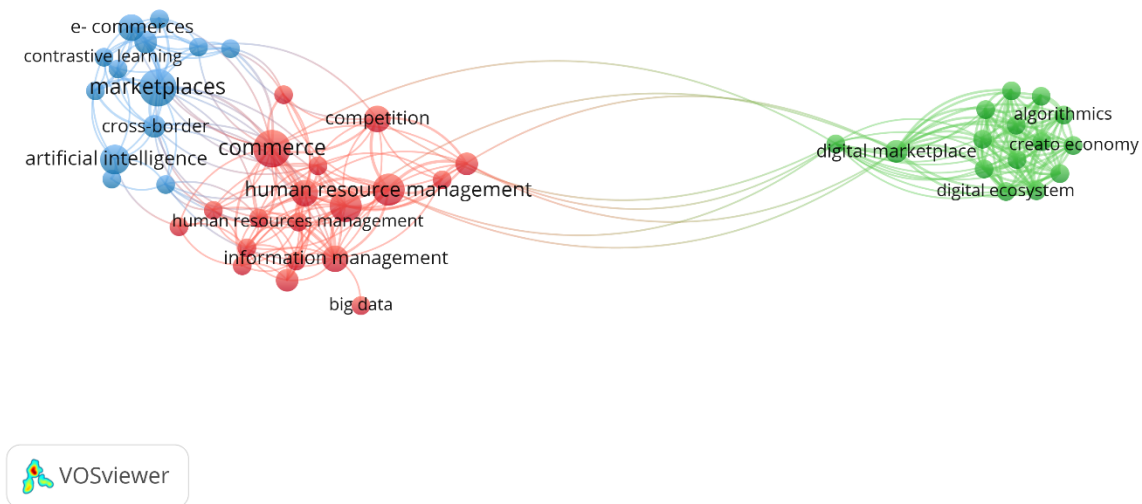 e- commerces
contrastive learning
marketplaces
cross-border
artificial intelligence
competition
commerce
human resource management
human resources management
information management
big data
algorithmics
digital marketplace
creato economy
digital ecosystem
VOSviewer